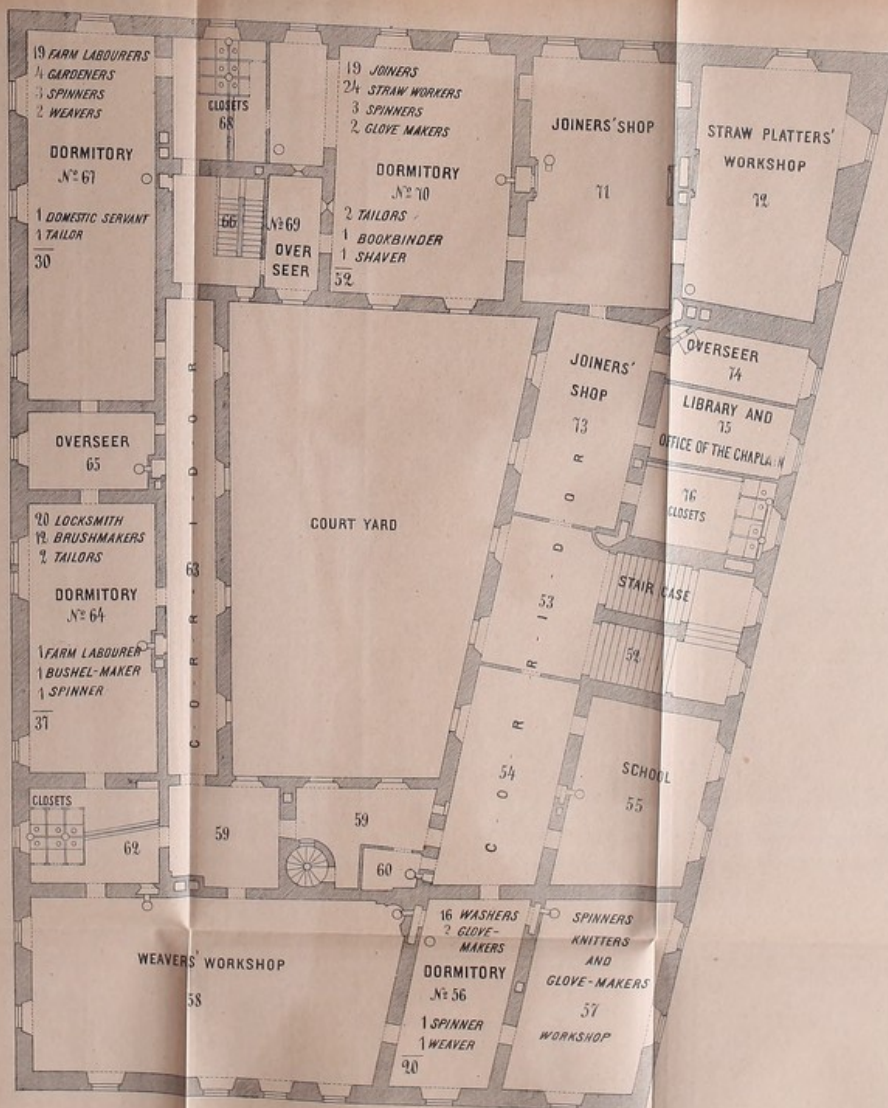 19 FARM LABOURERS
4 GARDENERS
3 SPINNERS
2 WEAVERS
DORMITORY
No 67
1 DOMESTIC SERVANT
1 TAILOR
30
CLOSETS
68
66
No 69
OVER
SEER
19 JOINERS
24 STRAW WORKERS
3 SPINNERS
2 GLOVE MAKERS
DORMITORY
No 70
2 TAILORS
1 BOOKBINDER
1 SHAVER
52
JOINERS' SHOP
71
STRAW PLATTERS'
WORKSHOP
72
OVERSEER
65
20 LOCKSMITH
12 BRUSHMAKERS
2 TAILORS
DORMITORY
No 64
1 FARM LABOURER
1 BUSHEL-MAKER
1 SPINNER
37
CORRIDOR
63
COURT YARD
JOINERS'
SHOP
73
OVERSEER
74
LIBRARY AND
75
OFFICE OF THE CHAPLAIN
76
CLOSETS
CORRIDOR
53
STAIR CASE
52
54
SCHOOL
55
CLOSETS
62
59
59
60
WEAVERS' WORKSHOP
58
16 WASHERS
2 GLOVE-
MAKERS
DORMITORY
No 56
1 SPINNER
1 WEAVER
20
SPINNERS
KNITTERS
AND
GLOVE-MAKERS
57
WORKSHOP